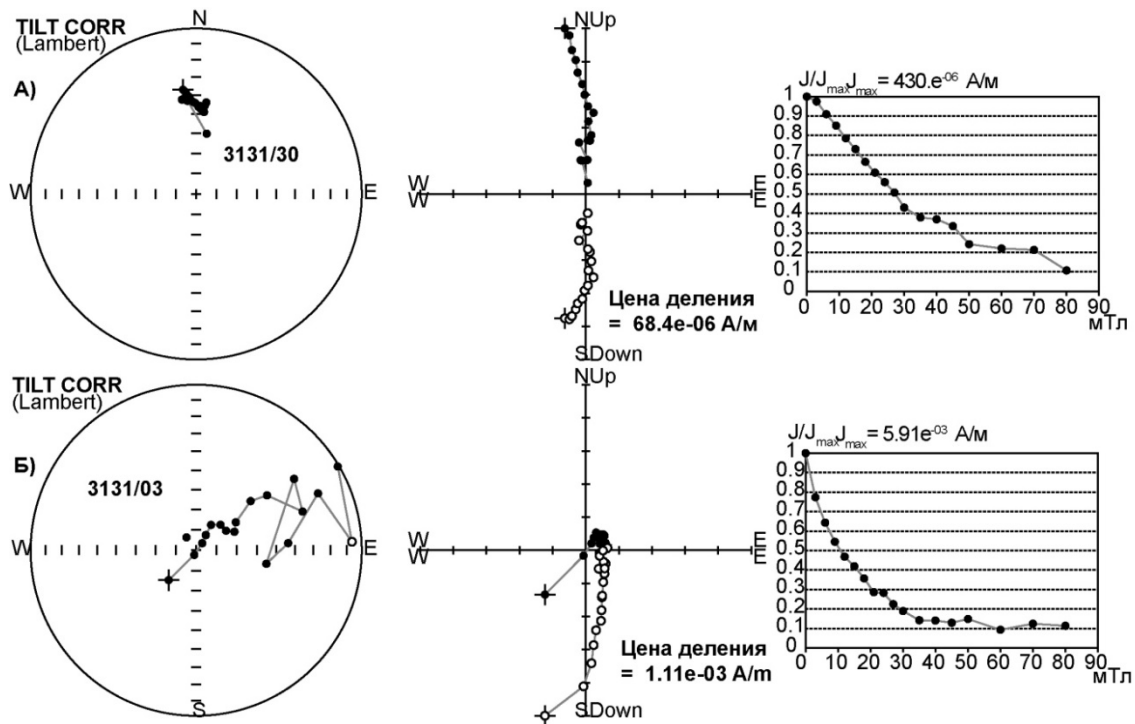 TILT CORR
(Lambert)
А)
N
3131/30
W
E
NUp
W
W
E
E
Цена деления
= 68.4e-06 А/м
SDown
J/Jmax Jmax = 430.e-06 А/м
1
0.9
0.8
0.7
0.6
0.5
0.4
0.3
0.2
0.1
0
0 10 20 30 40 50 60 70 80 90
мТл
TILT CORR
(Lambert)
Б)
3131/03
W
E
S
NUp
W
W
E
E
Цена деления
= 1.11e-03 A/m
SDown
J/Jmax Jmax = 5.91e-03 А/м
1
0.9
0.8
0.7
0.6
0.5
0.4
0.3
0.2
0.1
0
0 10 20 30 40 50 60 70 80 90
мТл